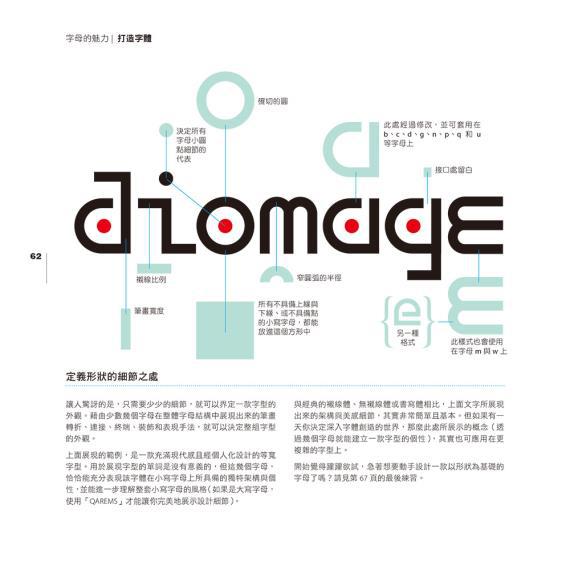 字母的魅力 | 打造字體
確切的圓
決定所有
字母小圓
點細節的
代表
此處經過修改，並可套用在
b、c、d、g、n、p、q 和 u
等字母上
接口處留白
diomage
62
襯線比例
窄圓弧的半徑
筆畫寬度
所有不具備上緣與
下緣、或不具備點
的小寫字母，都能
放進這個方形中
{e}
另一種
格式
此樣式也會使用
在字母 m 與 w 上
定義形狀的細節之處
讓人驚訝的是，只需要少少的細節，就可以界定一款字型的
外觀。藉由少數幾個字母在整體字母結構中展現出來的筆畫
轉折、連接、終端、裝飾和表現手法，就可以決定整組字型
的外觀。
上面展現的範例，是一款充滿現代感且經個人化設計的等寬
字型。用於展現字型的單詞是沒有意義的，但這幾個字母，
恰恰能充分表現該字體在小寫字母上所具備的獨特架構與個
性，並能進一步理解整套小寫字母的風格（如果是大寫字母，
使用「QAREMS」才能讓你完美地展示設計細節）。
與經典的襯線體、無襯線體或書寫體相比，上面文字所展現
出來的架構與美感細節，其實非常簡單且基本。但如果有一
天你決定深入字體創造的世界，那麼此處所展示的概念（透
過幾個字母就能建立一款字型的個性），其實也可應用在更
複雜的字型上。
開始覺得躍躍欲試，急著想要動手設計一款以形狀為基礎的
字母了嗎？請見第 67 頁的最後練習。